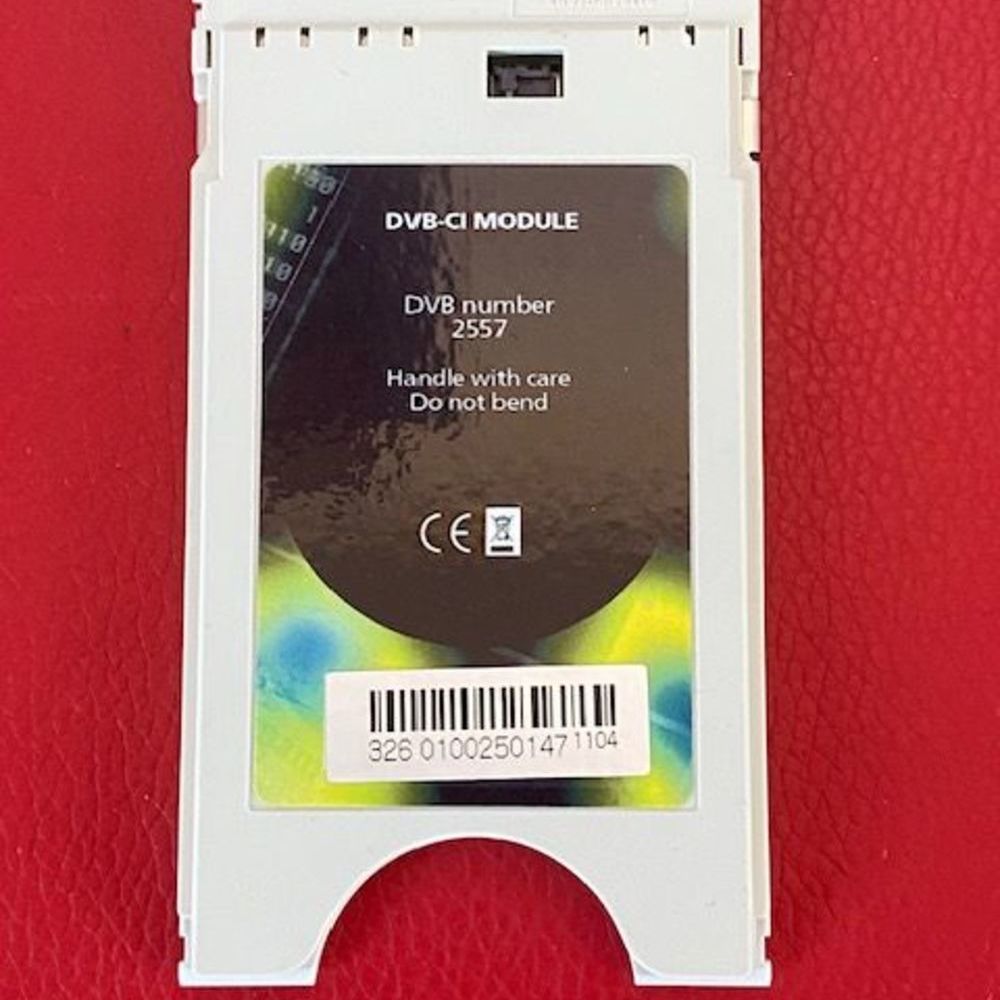 DVB-CI MODULE
DVB number
2557
Handle with care
Do not bend
CE
326 0100250147 1104